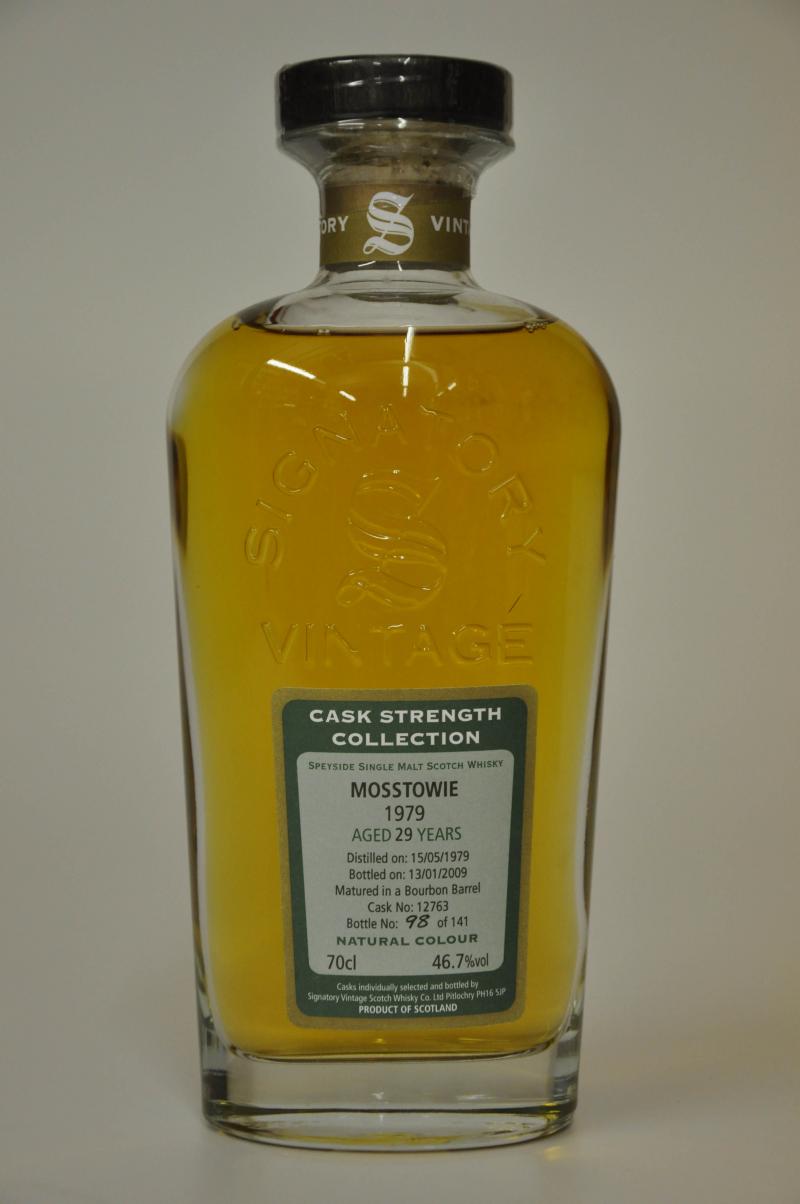 S VINTAGE
SIGNATORY
S
VINTAGE
CASK STRENGTH
COLLECTION
SPEYSIDE SINGLE MALT SCOTCH WHISKY
MOSSTOWIE
1979
AGED 29 YEARS
Distilled on: 15/05/1979
Bottled on: 13/01/2009
Matured in a Bourbon Barrel
Cask No: 12763
Bottle No: 98 of 141
NATURAL COLOUR
70cl 46.7%vol
Casks individually selected and bottled by
Signatory Vintage Scotch Whisky Co. Ltd Pitlochry PH16 5JP
PRODUCT OF SCOTLAND